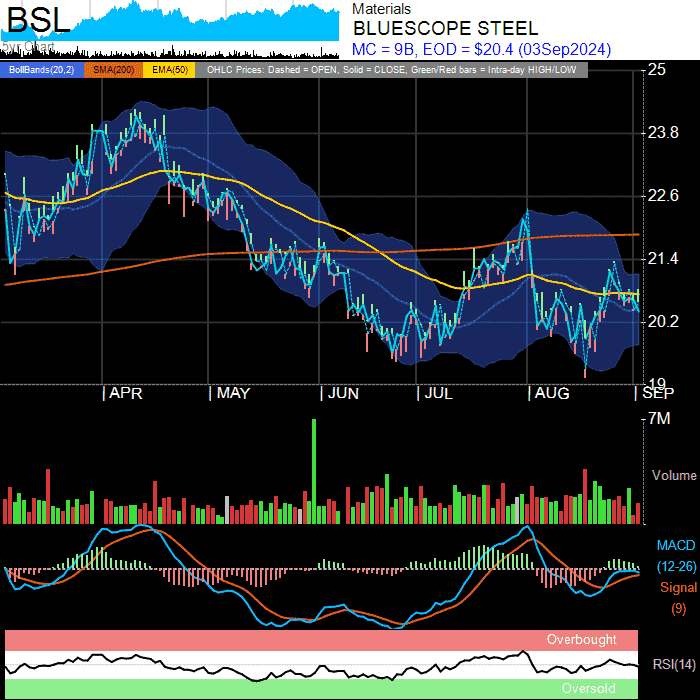 BSL
5yr Chart
Materials
BLUESCOPE STEEL
MC = 9B, EOD = $20.4 (03Sep2024)
BollBands(20,2) SMA(200) EMA(50) OHLC Prices: Dashed = OPEN, Solid = CLOSE, Green/Red bars = Intra-day HIGH/LOW
25
23.8
22.6
21.4
20.2
19
APR MAY JUN JUL AUG SEP
7M
Volume
MACD
(12-26)
Signal
(9)
Overbought
RSI(14)
Oversold